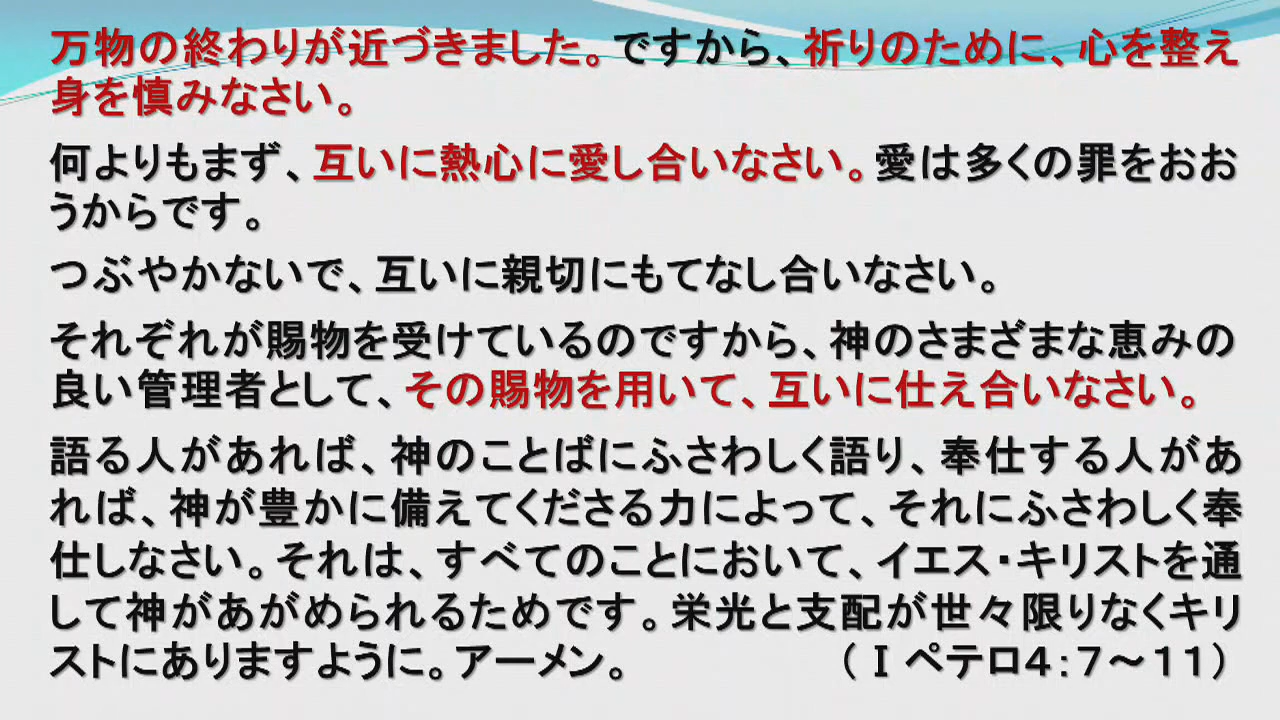 万物の終わりが近づきました。ですから、祈りのために、心を整え
身を慎みなさい。
何よりもまず、互いに熱心に愛し合いなさい。愛は多くの罪をおお
うからです。
つぶやかないで、互いに親切にもてなし合いなさい。
それぞれが賜物を受けているのですから、神のさまざまな恵みの
良い管理者として、その賜物を用いて、互いに仕え合いなさい。
語る人があれば、神のことばにふさわしく語り、奉仕する人があ
れば、神が豊かに備えてくださる力によって、それにふさわしく奉
仕しなさい。それは、すべてのことにおいて、イエス・キリストを通
して神があがめられるためです。栄光と支配が世々限りなくキリ
ストにありますように。アーメン。 (Ⅰペテロ4:7～11)